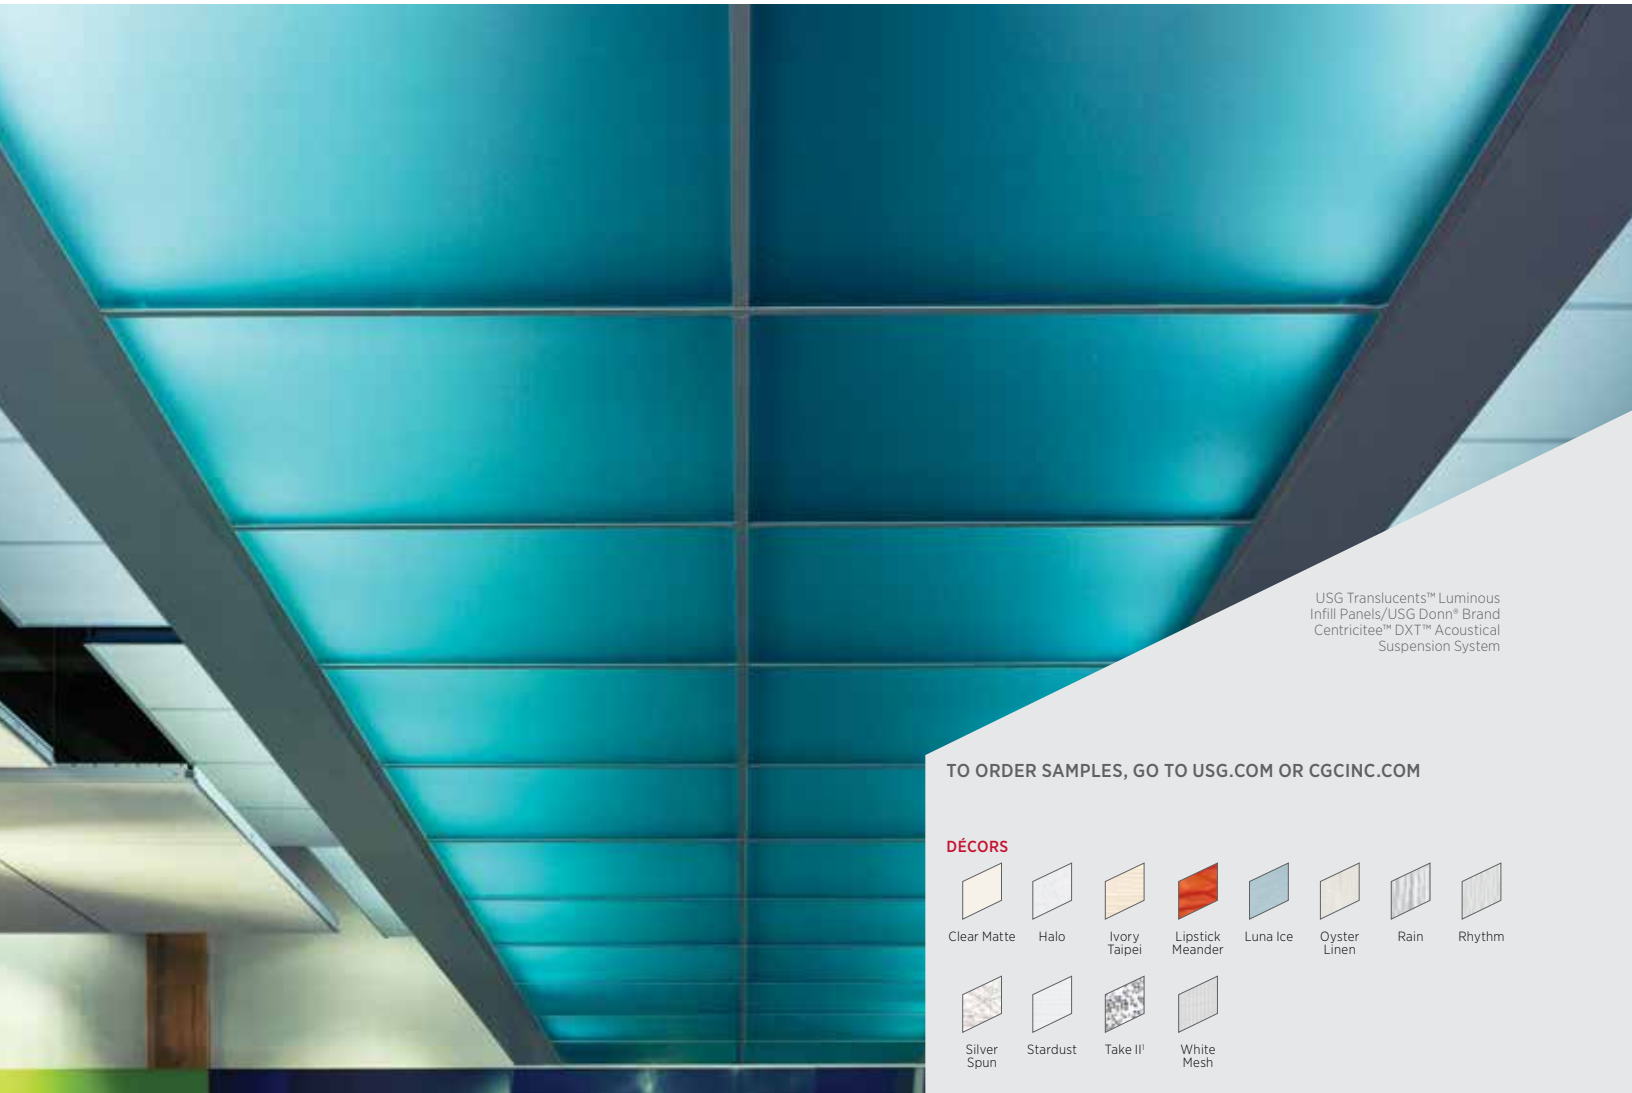 USG Translucents™ Luminous
Infill Panels/USG Donn® Brand
Centricitee™ DXT™ Acoustical
Suspension System
TO ORDER SAMPLES, GO TO USG.COM OR CGCINC.COM
DÉCORS
Clear Matte
Halo
Ivory
Taipei
Lipstick
Meander
Luna Ice
Oyster
Linen
Rain
Rhythm
Silver
Spun
Stardust
Take II¹
White
Mesh